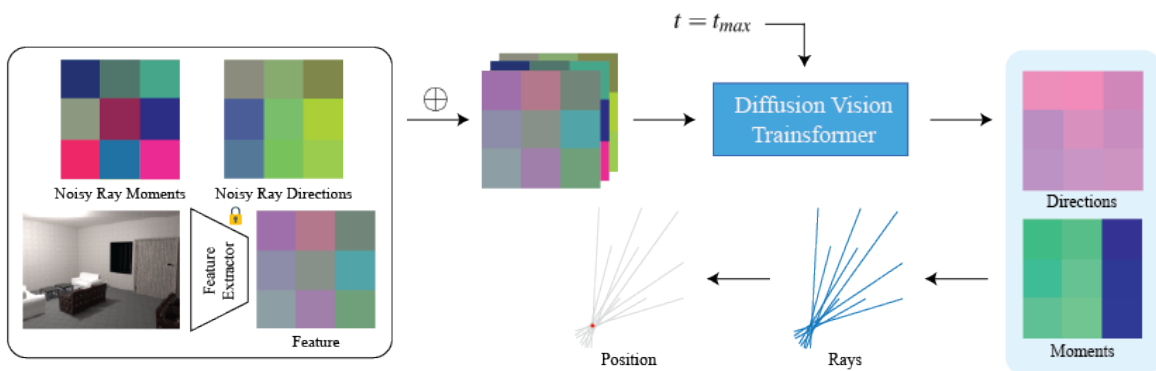 t = t_max
Noisy Ray Moments
Noisy Ray Directions
Feature
Extractor
Feature
⊕
Diffusion Vision
Trainsformer
Directions
Moments
Rays
Position